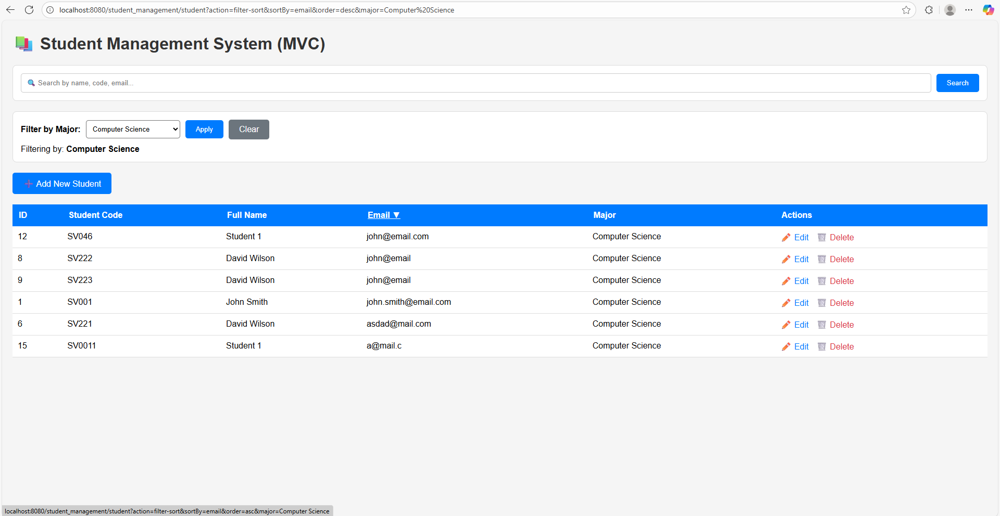 localhost:8080/student_management/student?action=filter-sort&sortBy=email&order=desc&major=Computer%20Science
Student Management System (MVC)
Search by name, code, email...
Search
Filter by Major: Computer Science Apply Clear
Filtering by: Computer Science
Add New Student
ID Student Code Full Name Email ▼ Major Actions
12 SV046 Student 1 john@email.com Computer Science Edit Delete
8 SV222 David Wilson john@email Computer Science Edit Delete
9 SV223 David Wilson john@email Computer Science Edit Delete
1 SV001 John Smith john.smith@email.com Computer Science Edit Delete
6 SV221 David Wilson asdad@mail.com Computer Science Edit Delete
15 SV0011 Student 1 a@mail.c Computer Science Edit Delete
localhost:8080/student_management/student?action=filter-sort&sortBy=email&order=asc&major=Computer Science